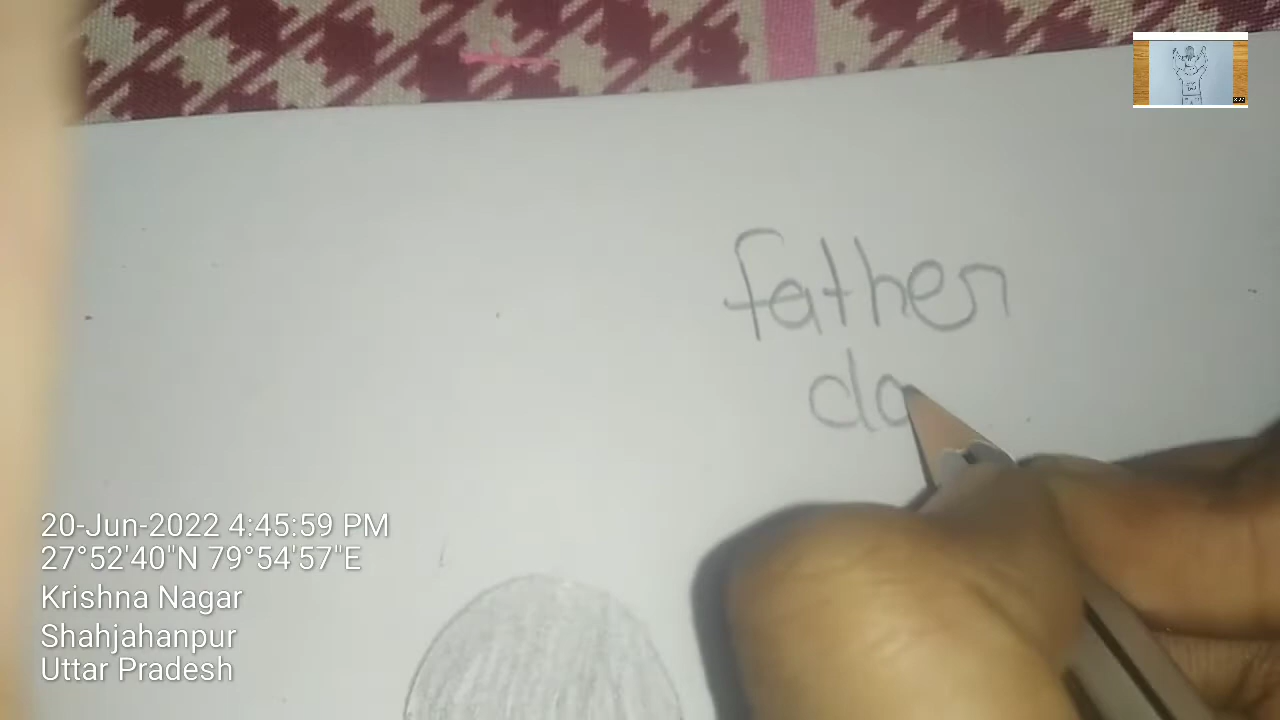 father
da
20-Jun-2022 4:45:59 PM
27°52'40"N 79°54'57"E
Krishna Nagar
Shahjahanpur
Uttar Pradesh